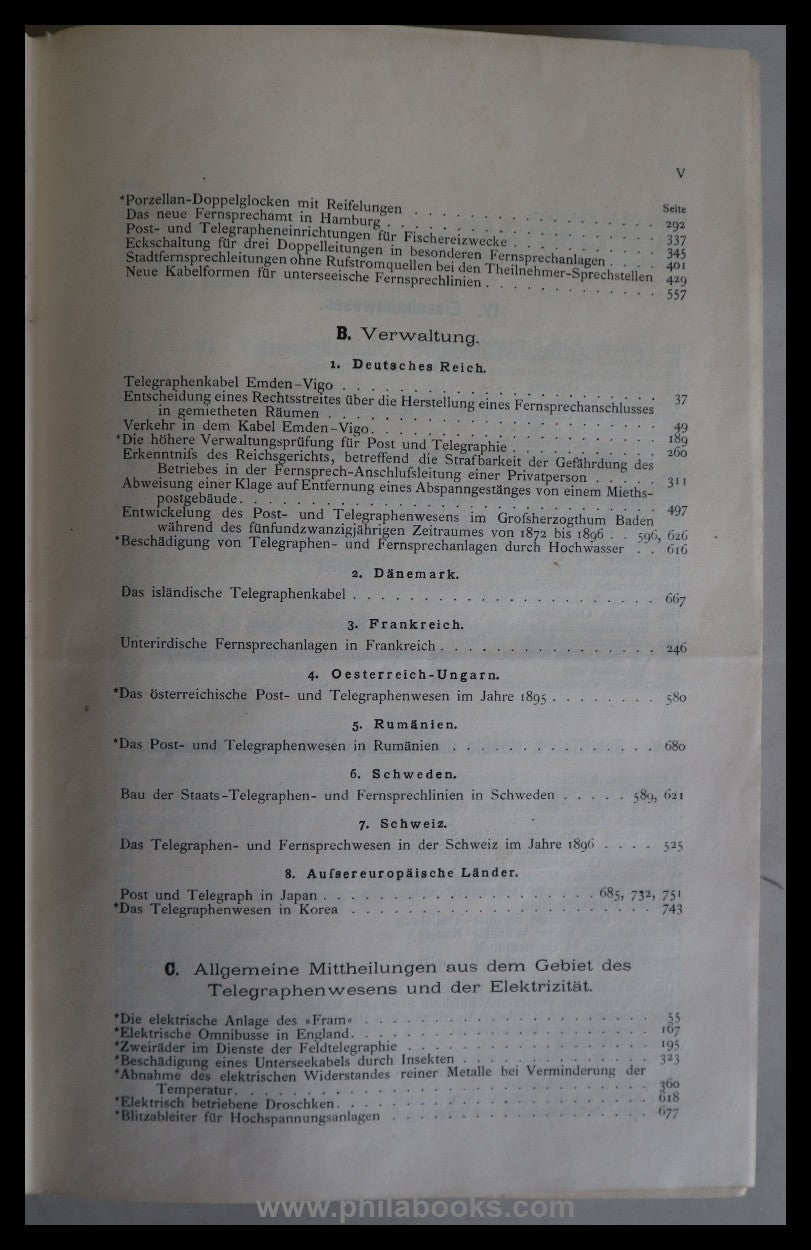 V
Seite
*Porzellan-Doppelglocken mit Reifelungen . . . 292
Das neue Fernsprechamt in Hamburg . . . 337
Post- und Telegrapheneinrichtungen für Fischereizwecke . . . 345
Eckschaltung für drei Doppelleitungen in besonderen Fernsprechanlagen . . . 401
Stadtfernsprechleitungen ohne Rufstromquellen bei den Theilnehmer-Sprechstellen 429
Neue Kabelformen für unterseeische Fernsprechlinien . . . 557
B. Verwaltung.
1. Deutsches Reich.
Telegraphenkabel Emden-Vigo . . . 37
Entscheidung eines Rechtsstreites über die Herstellung eines Fernsprechanschlusses
in gemietheten Räumen . . . 49
Verkehr in dem Kabel Emden-Vigo . . . 189
*Die höhere Verwaltungsprüfung für Post und Telegraphie . . . 260
Erkenntnifs des Reichsgerichts, betreffend die Strafbarkeit der Gefährdung des
Betriebes in der Fernsprech-Anschlufsleitung einer Privatperson . . . 311
Abweisung einer Klage auf Entfernung eines Abspanngestänges von einem Mieths-
postgebäude . . . 497
Entwickelung des Post- und Telegraphenwesens im Grofsherzogthum Baden
während des fünfundzwanzigjährigen Zeitraumes von 1872 bis 1896 . . 596, 626
*Beschädigung von Telegraphen- und Fernsprechanlagen durch Hochwasser . . 616
2. Dänemark.
Das isländische Telegraphenkabel . . . 667
3. Frankreich.
Unterirdische Fernsprechanlagen in Frankreich . . . 246
4. Oesterreich-Ungarn.
*Das österreichische Post- und Telegraphenwesen im Jahre 1895 . . . 580
5. Rumänien.
*Das Post- und Telegraphenwesen in Rumänien . . . 680
6. Schweden.
Bau der Staats-Telegraphen- und Fernsprechlinien in Schweden . . . 589, 621
7. Schweiz.
Das Telegraphen- und Fernsprechwesen in der Schweiz im Jahre 1896 . . . 525
8. Aufsereuropäische Länder.
Post und Telegraph in Japan . . . 685, 732, 751
*Das Telegraphenwesen in Korea . . . 743
C. Allgemeine Mittheilungen aus dem Gebiet des
Telegraphenwesens und der Elektrizität.
*Die elektrische Anlage des »Fram« . . . 55
*Elektrische Omnibusse in England . . . 167
*Zweiräder im Dienste der Feldtelegraphie . . . 195
*Beschädigung eines Unterseekabels durch Insekten . . . 323
*Abnahme des elektrischen Widerstandes reiner Metalle bei Verminderung der
Temperatur . . . 360
*Elektrisch betriebene Droschken . . . 618
*Blitzableiter für Hochspannungsanlagen . . . 677
www.philabooks.com